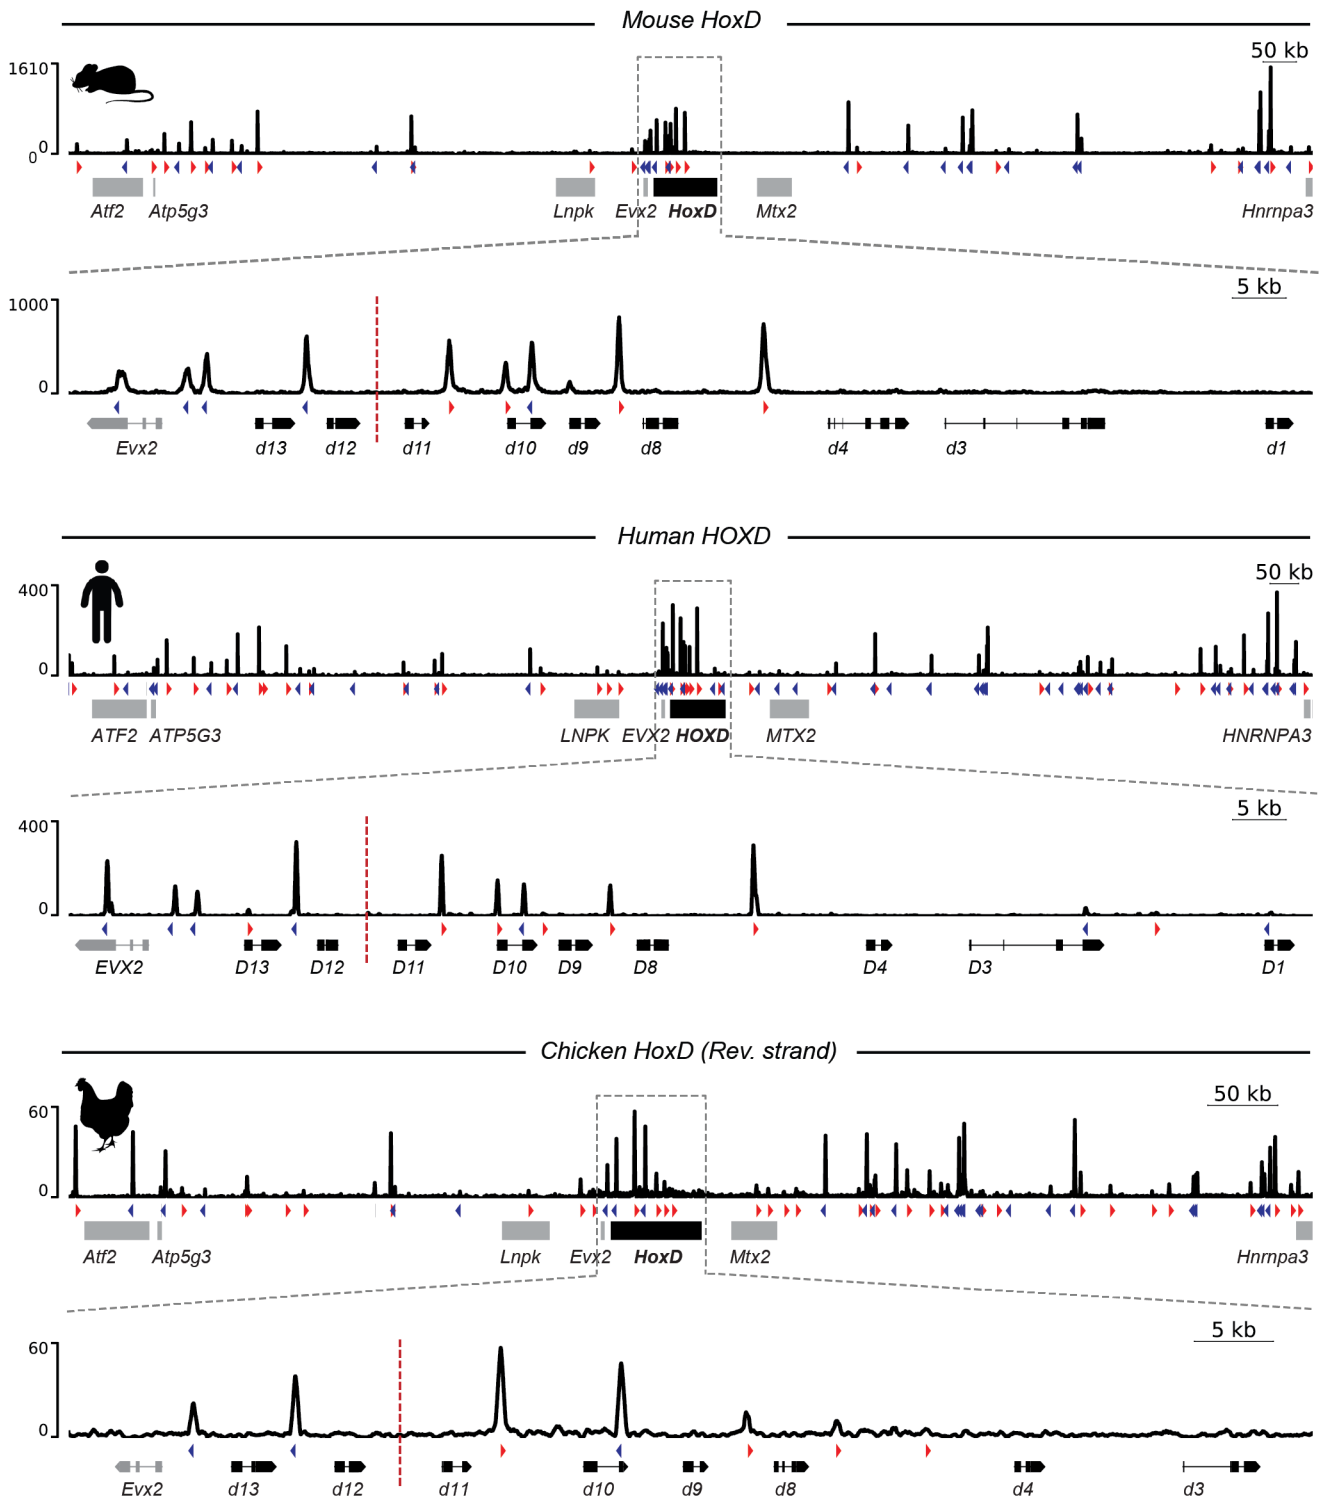 Mouse HoxD
50 kb
1610
0
0
Atf2 Atp5g3 Lnpk Evx2 HoxD Mtx2 Hnrnpa3
5 kb
1000
0
Evx2 d13 d12 d11 d10 d9 d8 d4 d3 d1
Human HOXD
50 kb
400
0
ATF2 ATP5G3 LNPK EVX2 HOXD MTX2 HNRNPA3
5 kb
400
0
EVX2 D13 D12 D11 D10 D9 D8 D4 D3 D1
Chicken HoxD (Rev. strand)
50 kb
60
0
Atf2 Atp5g3 Lnpk Evx2 HoxD Mtx2 Hnrnpa3
5 kb
60
0
Evx2 d13 d12 d11 d10 d9 d8 d4 d3